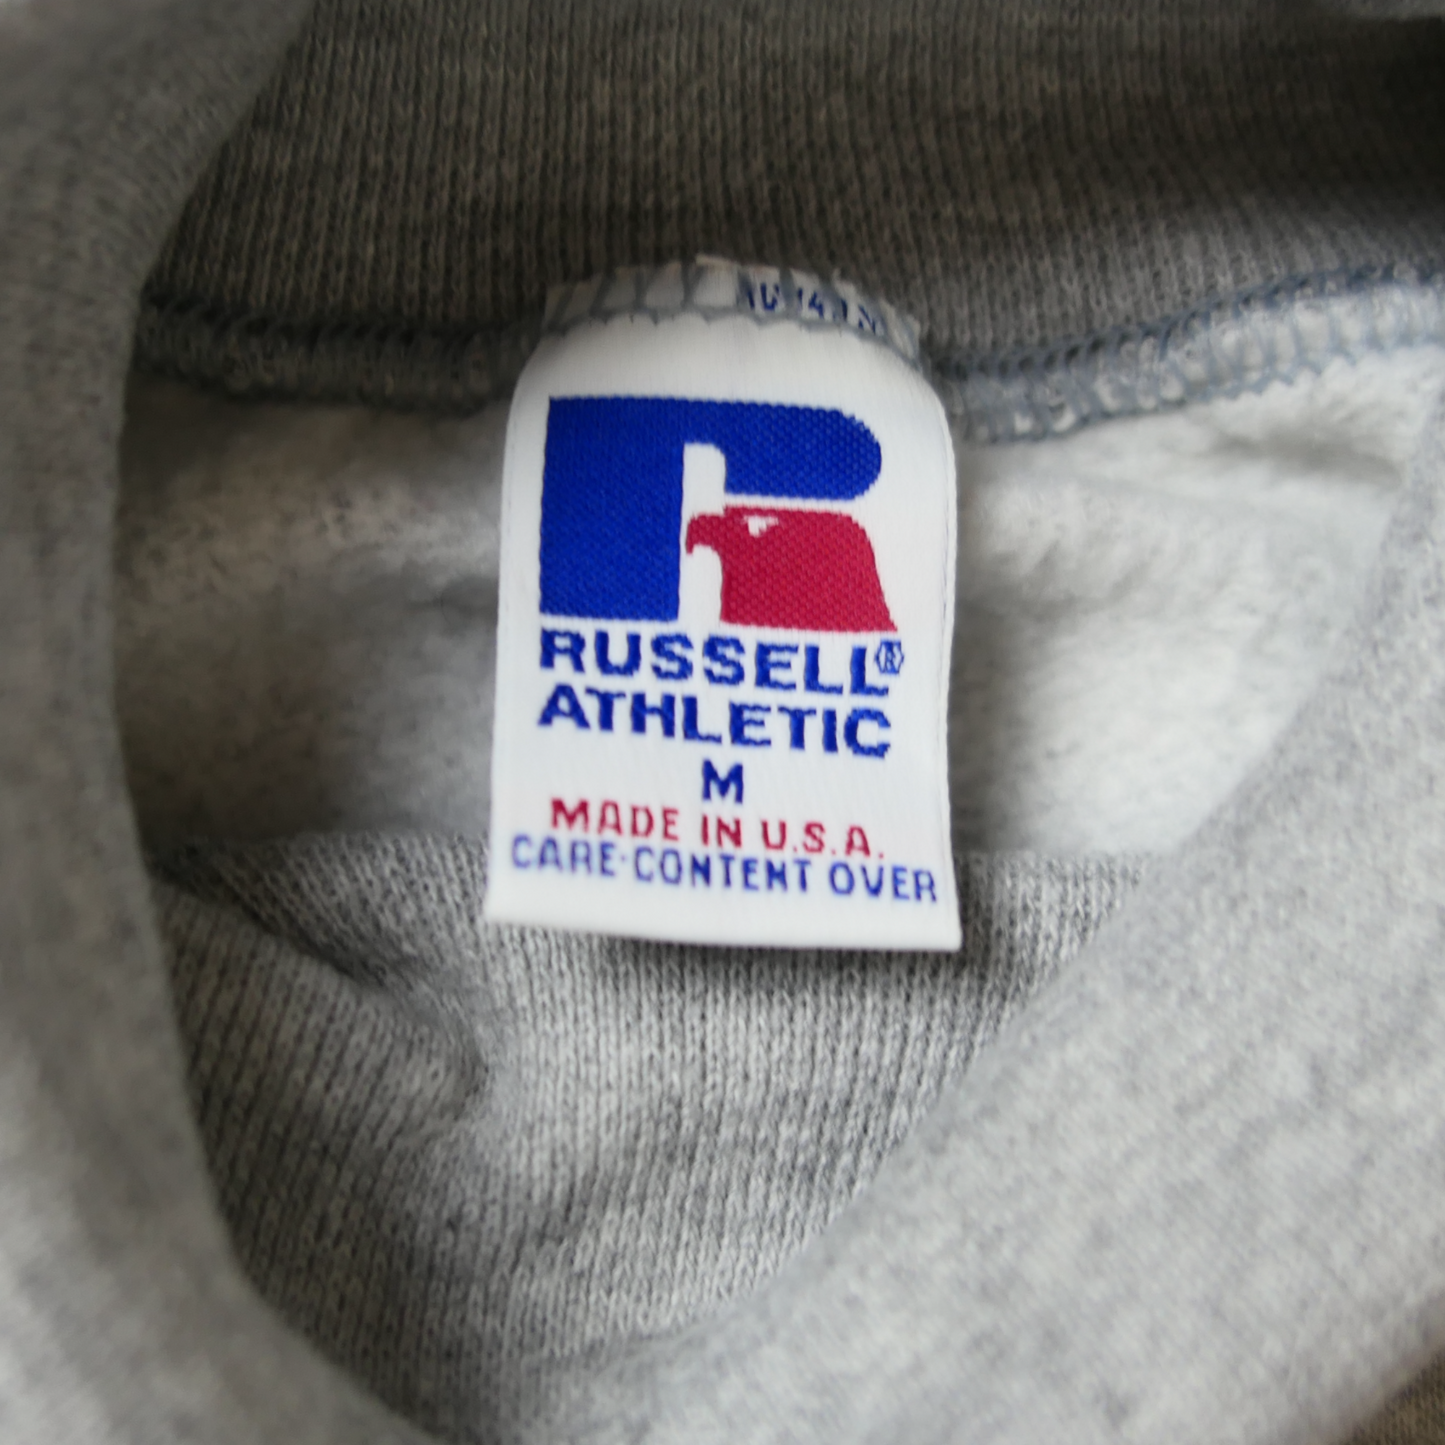 RUSSELL®
ATHLETIC
M
MADE IN U.S.A.
CARE-CONTENT OVER